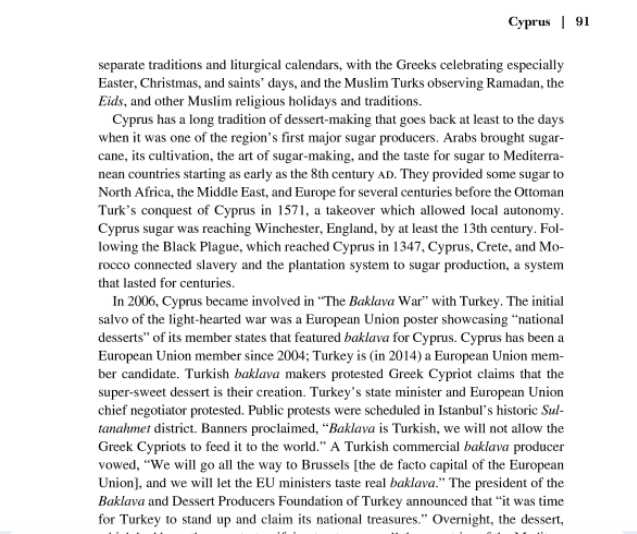 Cyprus | 91
separate traditions and liturgical calendars, with the Greeks celebrating especially
Easter, Christmas, and saints' days, and the Muslim Turks observing Ramadan, the
Eids, and other Muslim religious holidays and traditions.
Cyprus has a long tradition of dessert-making that goes back at least to the days
when it was one of the region's first major sugar producers. Arabs brought sugar-
cane, its cultivation, the art of sugar-making, and the taste for sugar to Mediterra-
nean countries starting as early as the 8th century AD. They provided some sugar to
North Africa, the Middle East, and Europe for several centuries before the Ottoman
Turk's conquest of Cyprus in 1571, a takeover which allowed local autonomy.
Cyprus sugar was reaching Winchester, England, by at least the 13th century. Fol-
lowing the Black Plague, which reached Cyprus in 1347, Cyprus, Crete, and Mo-
rocco connected slavery and the plantation system to sugar production, a system
that lasted for centuries.
In 2006, Cyprus became involved in “The Baklava War” with Turkey. The initial
salvo of the light-hearted war was a European Union poster showcasing “national
desserts” of its member states that featured baklava for Cyprus. Cyprus has been a
European Union member since 2004; Turkey is (in 2014) a European Union mem-
ber candidate. Turkish baklava makers protested Greek Cypriot claims that the
super-sweet dessert is their creation. Turkey's state minister and European Union
chief negotiator protested. Public protests were scheduled in Istanbul's historic Sul-
tanahmet district. Banners proclaimed, “Baklava is Turkish, we will not allow the
Greek Cypriots to feed it to the world.” A Turkish commercial baklava producer
vowed, “We will go all the way to Brussels [the de facto capital of the European
Union], and we will let the EU ministers taste real baklava.” The president of the
Baklava and Dessert Producers Foundation of Turkey announced that “it was time
for Turkey to stand up and claim its national treasures.” Overnight, the dessert,